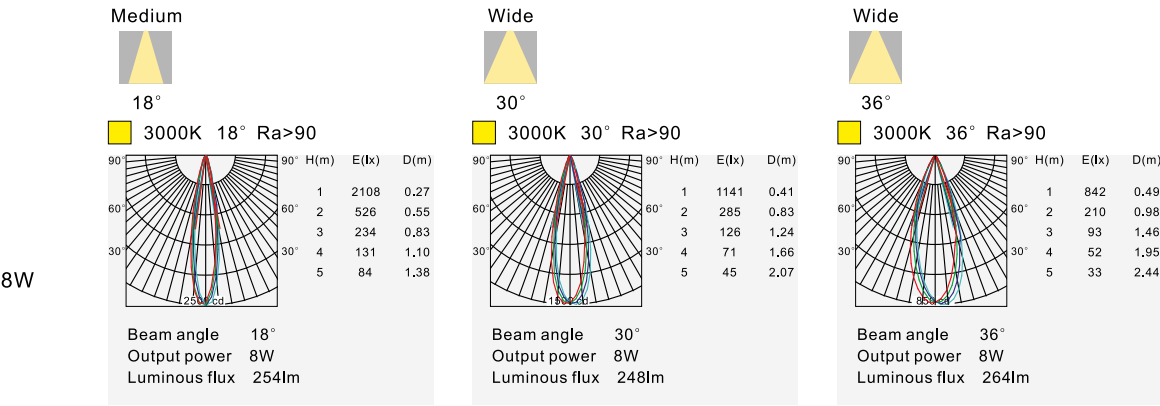 Medium
18°
3000K 18° Ra>90
90° 90° H(m) E(lx) D(m)
1 2108 0.27
60° 60° 2 526 0.55
3 234 0.83
30° 30° 4 131 1.10
5 84 1.38
2500 cd
Beam angle 18°
Output power 8W
Luminous flux 254lm
Wide
30°
3000K 30° Ra>90
90° 90° H(m) E(lx) D(m)
1 1141 0.41
60° 60° 2 285 0.83
3 126 1.24
30° 30° 4 71 1.66
5 45 2.07
1500 cd
Beam angle 30°
Output power 8W
Luminous flux 248lm
Wide
36°
3000K 36° Ra>90
90° 90° H(m) E(lx) D(m)
1 842 0.49
60° 60° 2 210 0.98
3 93 1.46
30° 30° 4 52 1.95
5 33 2.44
850 cd
Beam angle 36°
Output power 8W
Luminous flux 264lm
8W